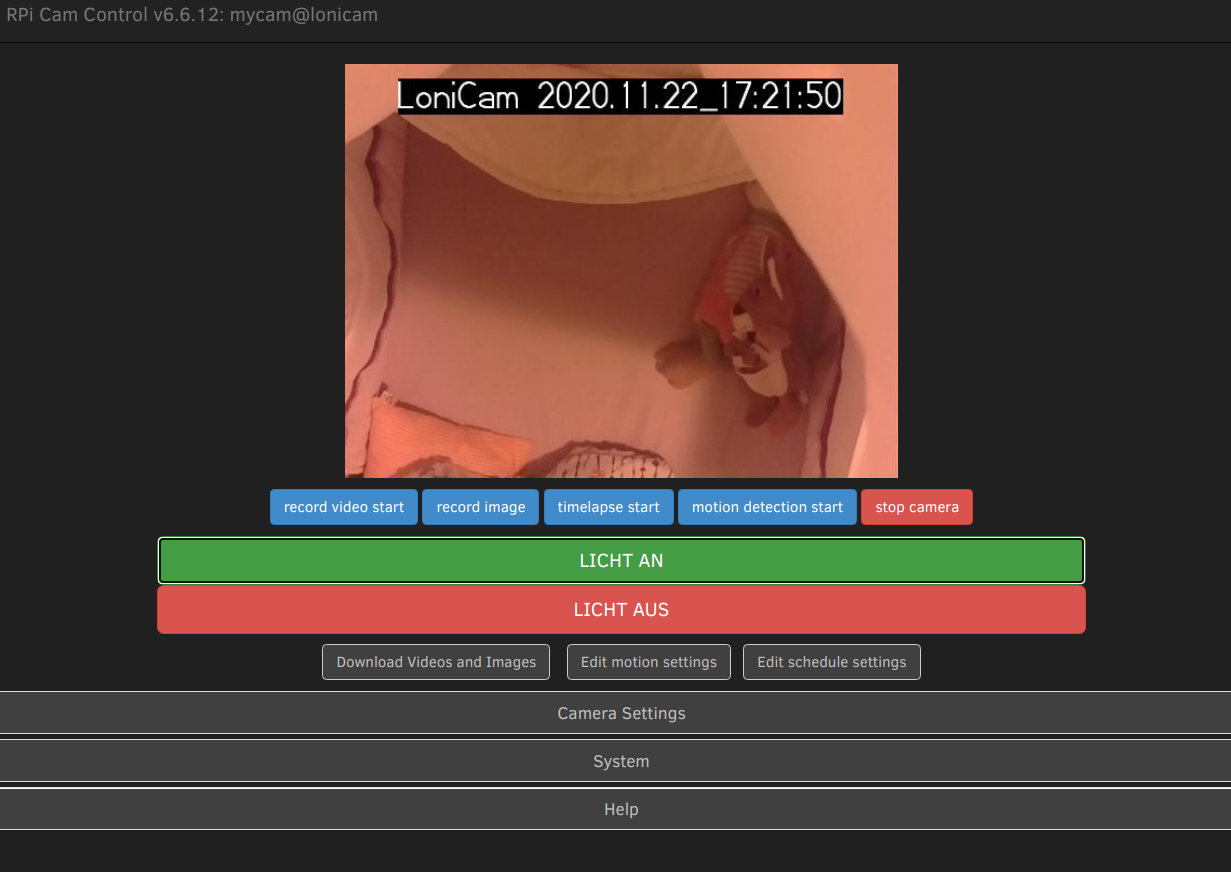 RPi Cam Control v6.6.12: mycam@lonicam
LoniCam 2020.11.22_17:21:50
record video start record image timelapse start motion detection start stop camera
LICHT AN
LICHT AUS
Download Videos and Images Edit motion settings Edit schedule settings
Camera Settings
System
Help